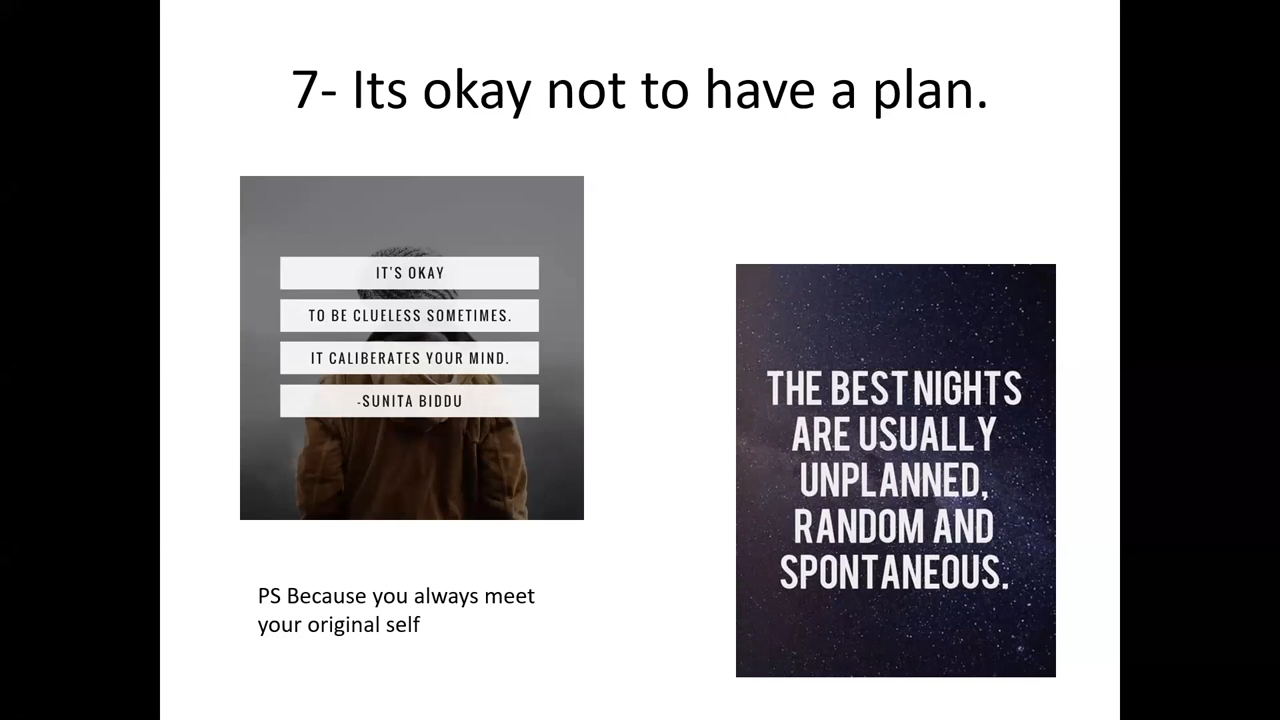 7- Its okay not to have a plan.
IT'S OKAY
TO BE CLUELESS SOMETIMES.
IT CALIBERATES YOUR MIND.
-SUNITA BIDDU
PS Because you always meet
your original self
THE BEST NIGHTS
ARE USUALLY
UNPLANNED,
RANDOM AND
SPONTANEOUS.